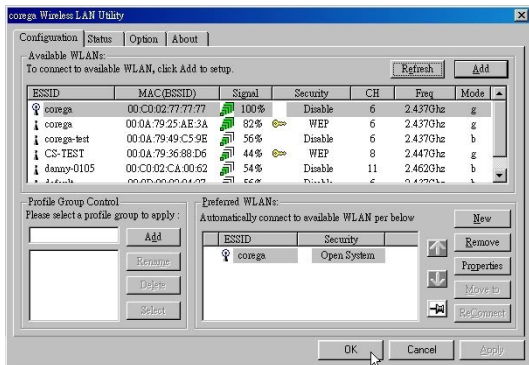 corega Wireless LAN Utility
Configuration Status Option About
Available WLANs:
To connect to available WLAN, click Add to setup.
Refresh Add
ESSID MAC(BSSID) Signal Security CH Freq Mode
corega 00:C0:02:77:77:77 100% Disable 6 2.437Ghz g
corega 00:0A:79:25:AE:3A 82% WEP 6 2.437Ghz g
corega-test 00:0A:79:49:C5:9E 56% Disable 6 2.437Ghz b
CS-TEST 00:0A:79:36:88:D6 44% WEP 8 2.447Ghz g
danny-0105 00:C0:02:CA:00:62 54% Disable 11 2.462Ghz b
Profile Group Control
Please select a profile group to apply :
Add
Rename
Delete
Select
Preferred WLANs:
Automatically connect to available WLAN per below
ESSID Security
corega Open System
New
Remove
Properties
Move to
ReConnect
OK Cancel Apply